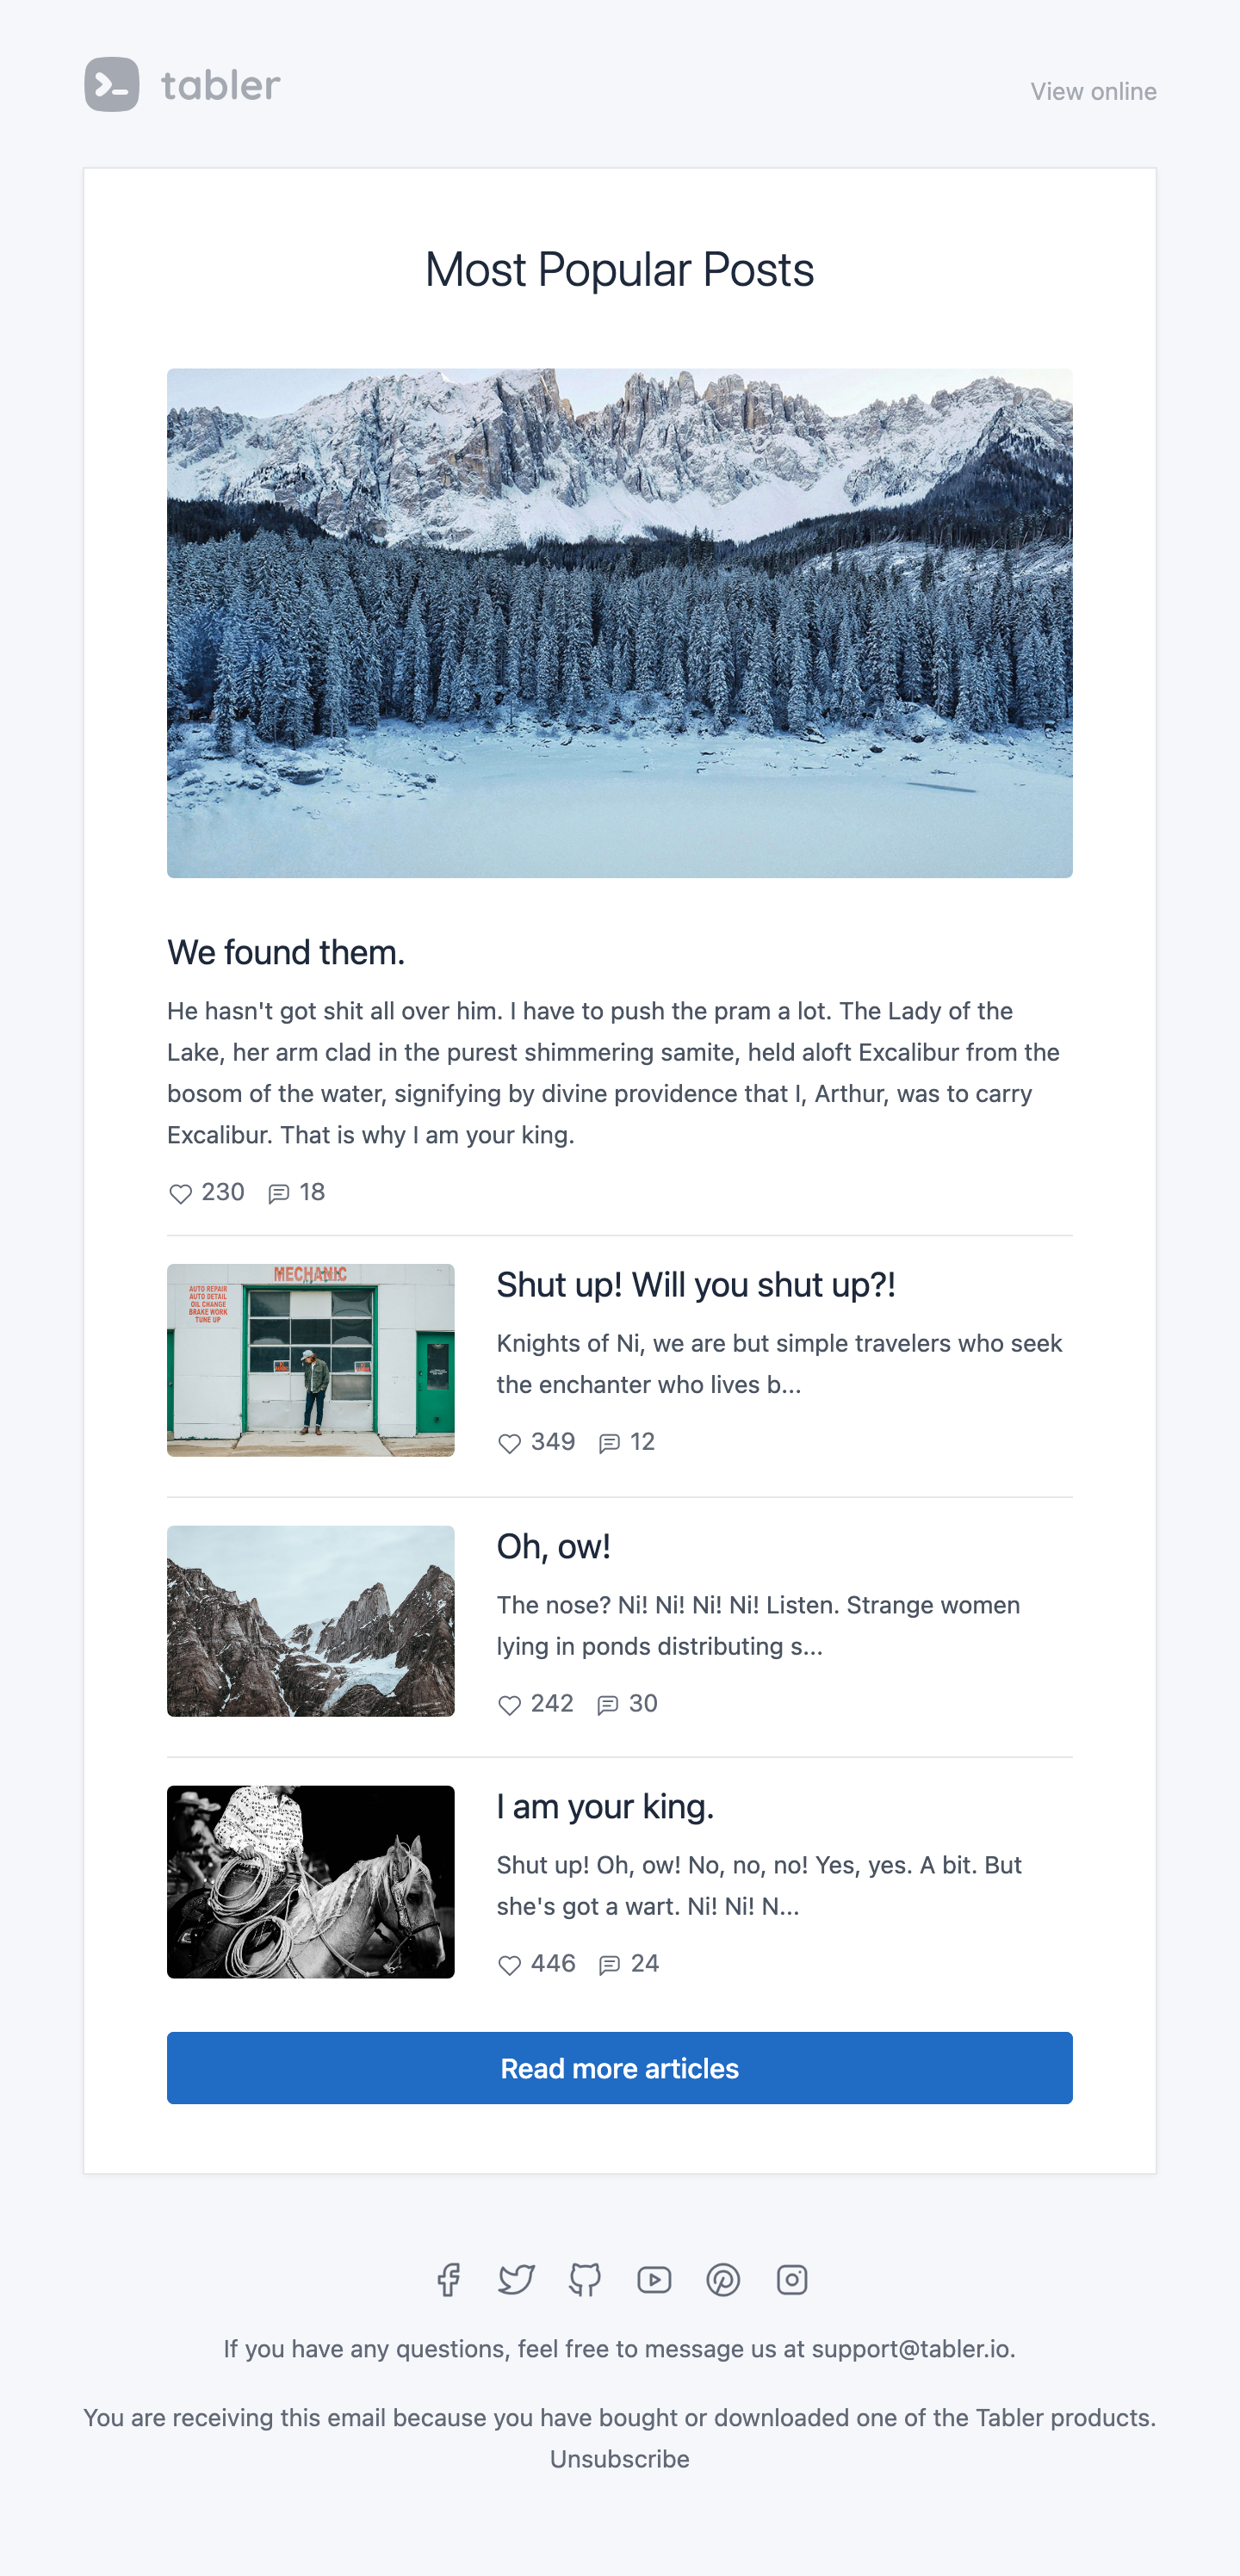 tabler
View online
Most Popular Posts
We found them.
He hasn't got shit all over him. I have to push the pram a lot. The Lady of the
Lake, her arm clad in the purest shimmering samite, held aloft Excalibur from the
bosom of the water, signifying by divine providence that I, Arthur, was to carry
Excalibur. That is why I am your king.
230 18
MECHANIC
AUTO REPAIR
AUTO DETAIL
OIL CHANGE
BRAKE WORK
TUNE UP
Shut up! Will you shut up?!
Knights of Ni, we are but simple travelers who seek
the enchanter who lives b...
349 12
Oh, ow!
The nose? Ni! Ni! Ni! Ni! Listen. Strange women
lying in ponds distributing s...
242 30
I am your king.
Shut up! Oh, ow! No, no, no! Yes, yes. A bit. But
she's got a wart. Ni! Ni! N...
446 24
Read more articles
If you have any questions, feel free to message us at support@tabler.io.
You are receiving this email because you have bought or downloaded one of the Tabler products.
Unsubscribe